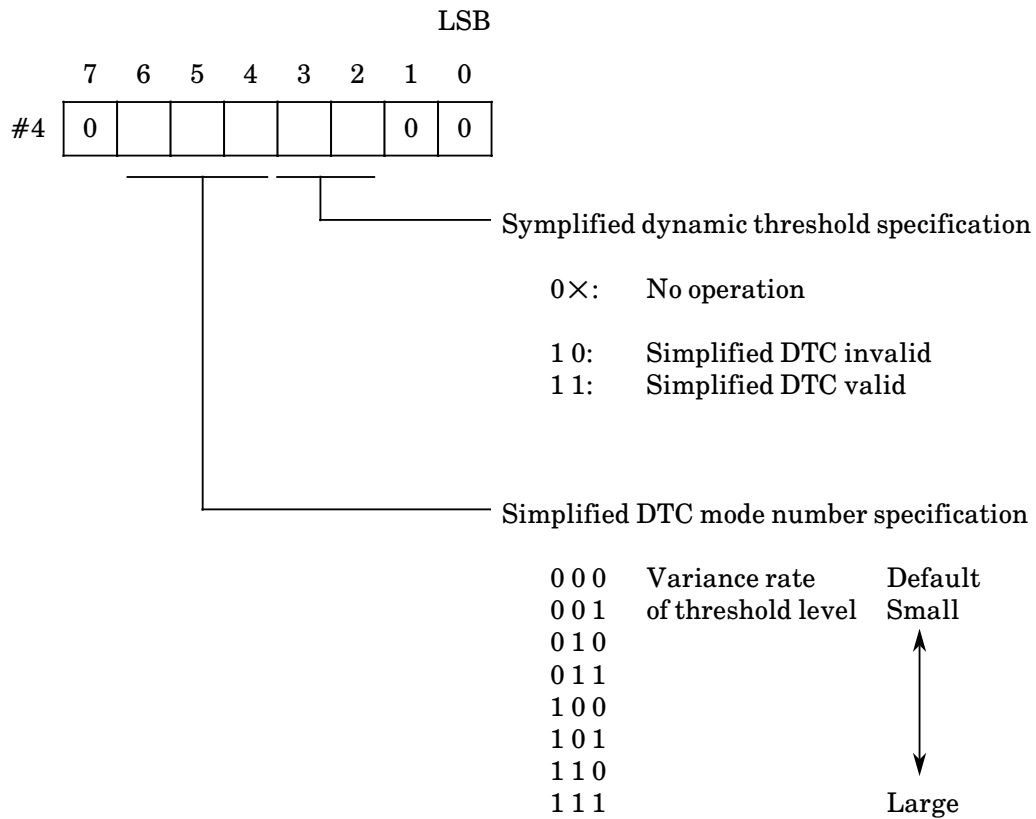 LSB
7 6 5 4 3 2 1 0
#4 0 0 0
Symplified dynamic threshold specification
0×: No operation
1 0: Simplified DTC invalid
1 1: Simplified DTC valid
Simplified DTC mode number specification
0 0 0 Variance rate Default
0 0 1 of threshold level Small
0 1 0
0 1 1
1 0 0
1 0 1
1 1 0
1 1 1 Large